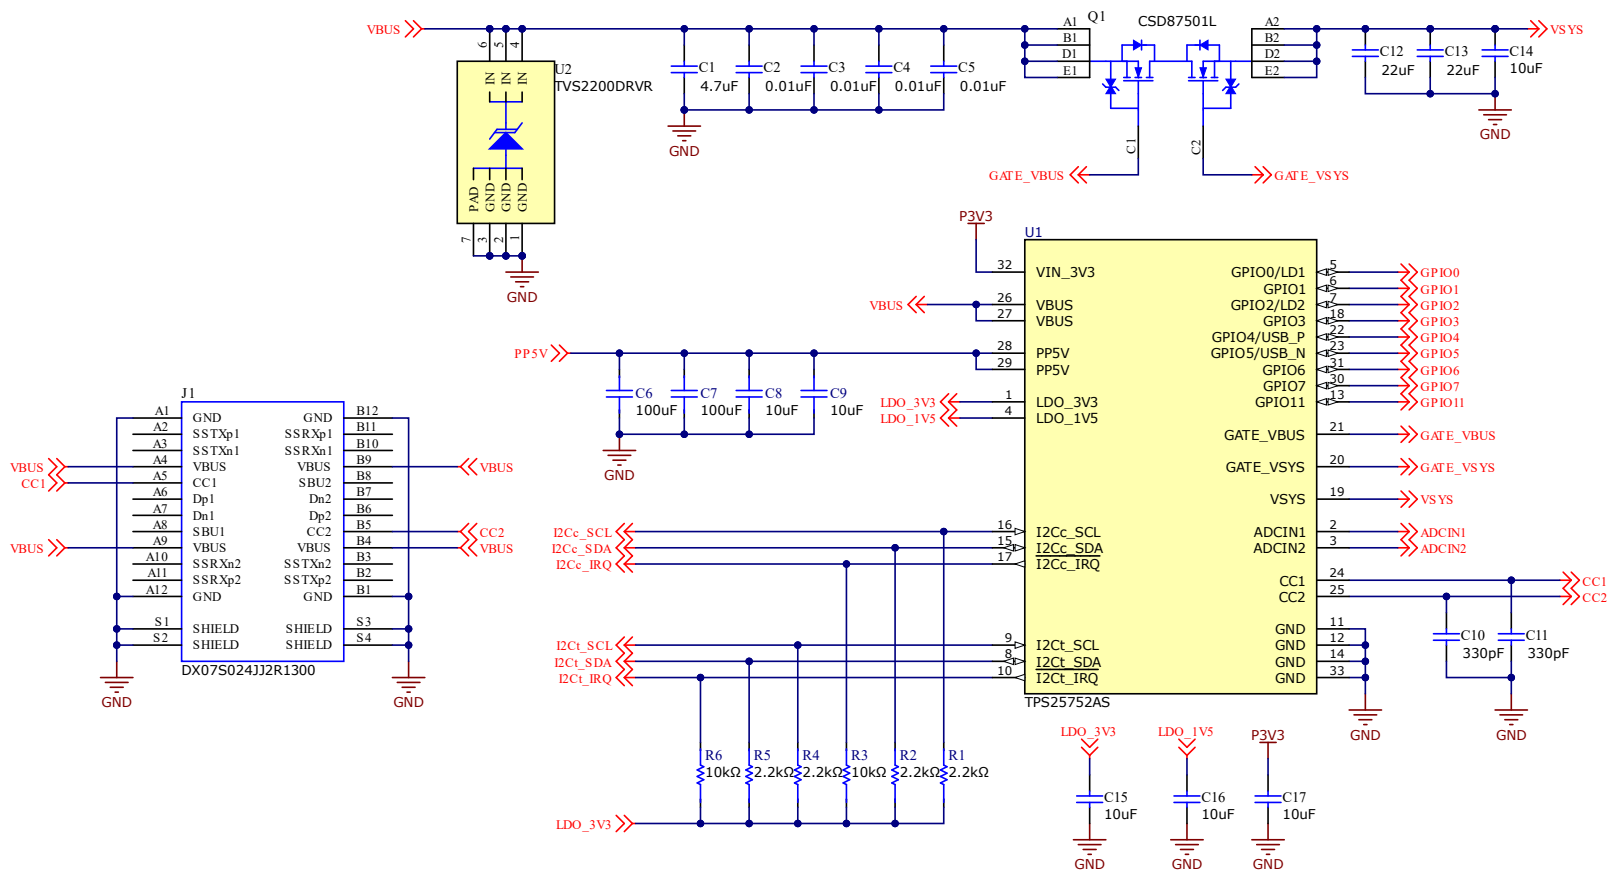 VBUS
6
5
4
IN
IN
IN
U2
TVS2200DRVR
PAD
GND
GND
GND
7
3
2
1
GND
C1
4.7uF
C2
0.01uF
C3
0.01uF
C4
0.01uF
C5
0.01uF
GND
A1
B1
D1
E1
Q1
CSD87501L
A2
B2
D2
E2
C1
C2
GATE_VBUS
GATE_VSYS
VSYS
C12
22uF
C13
22uF
C14
10uF
GND
P3V3
U1
32 VIN_3V3
26 VBUS
27 VBUS
28 PP5V
29 PP5V
1 LDO_3V3
4 LDO_1V5
16 I2Cc_SCL
15 I2Cc_SDA
17 I2Cc_IRQ
9 I2Ct_SCL
8 I2Ct_SDA
10 I2Ct_IRQ
TPS25752AS
GPIO0/LD1 5 GPIO0
GPIO1 6 GPIO1
GPIO2/LD2 7 GPIO2
GPIO3 18 GPIO3
GPIO4/USB_P 22 GPIO4
GPIO5/USB_N 23 GPIO5
GPIO6 31 GPIO6
GPIO7 30 GPIO7
GPIO11 13 GPIO11
GATE_VBUS 21 GATE_VBUS
GATE_VSYS 20 GATE_VSYS
VSYS 19 VSYS
ADCIN1 2 ADCIN1
ADCIN2 3 ADCIN2
CC1 24 CC1
CC2 25 CC2
GND 11
GND 12
GND 14
GND 33
GND
C10
330pF
C11
330pF
GND
VBUS
PP5V
C6
100uF
C7
100uF
C8
10uF
C9
10uF
GND
LDO_3V3
LDO_1V5
I2Cc_SCL
I2Cc_SDA
I2Cc_IRQ
I2Ct_SCL
I2Ct_SDA
I2Ct_IRQ
R6
10kΩ
R5
2.2kΩ
R4
2.2kΩ
R3
10kΩ
R2
2.2kΩ
R1
2.2kΩ
LDO_3V3
J1
A1 GND GND B12
A2 SSTXp1 SSRXp1 B11
A3 SSTXn1 SSRXn1 B10
VBUS A4 VBUS VBUS B9 VBUS
CC1 A5 CC1 SBU2 B8
A6 Dp1 Dn2 B7
A7 Dn1 Dp2 B6
A8 SBU1 CC2 B5 CC2
VBUS A9 VBUS VBUS B4 VBUS
A10 SSRXn2 SSTXn2 B3
A11 SSRXp2 SSTXp2 B2
A12 GND GND B1
S1 SHIELD SHIELD S3
S2 SHIELD SHIELD S4
DX07S024JJ2R1300
GND
GND
LDO_3V3
C15
10uF
GND
LDO_1V5
C16
10uF
GND
P3V3
C17
10uF
GND